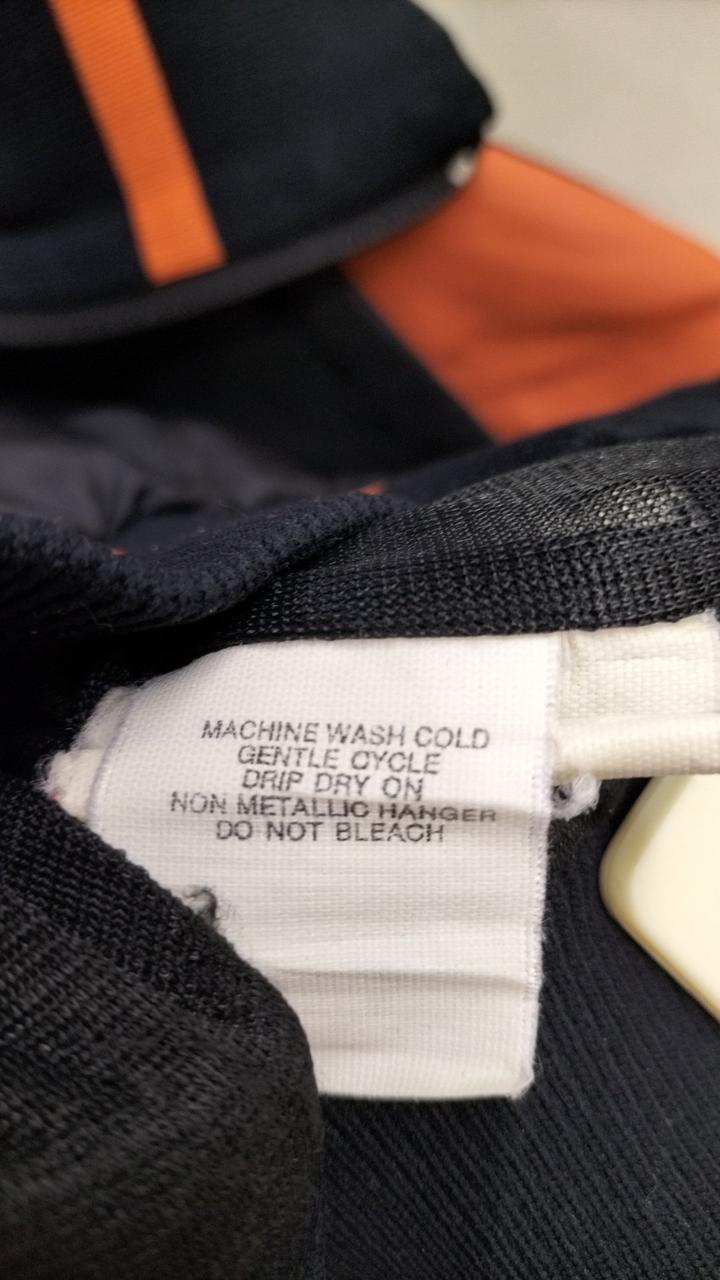 MACHINE WASH COLD
GENTLE CYCLE
DRIP DRY ON
NON METALLIC HANGER
DO NOT BLEACH